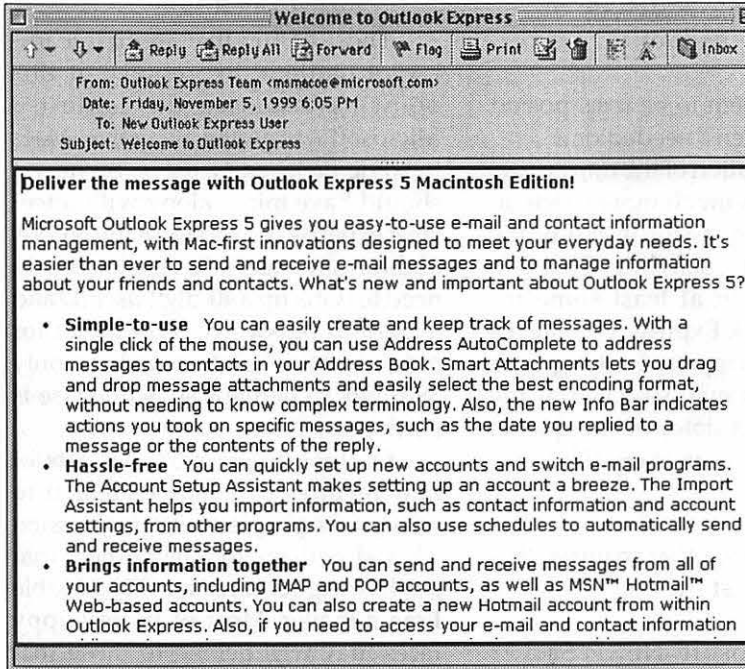 Welcome to Outlook Express
Reply Reply All Forward Flag Print Inbox
From: Outlook Express Team <msmacoe@microsoft.com>
Date: Friday, November 5, 1999 6:05 PM
To: New Outlook Express User
Subject: Welcome to Outlook Express
Deliver the message with Outlook Express 5 Macintosh Edition!
Microsoft Outlook Express 5 gives you easy-to-use e-mail and contact information
management, with Mac-first innovations designed to meet your everyday needs. It's
easier than ever to send and receive e-mail messages and to manage information
about your friends and contacts. What's new and important about Outlook Express 5?
• Simple-to-use You can easily create and keep track of messages. With a
single click of the mouse, you can use Address AutoComplete to address
messages to contacts in your Address Book. Smart Attachments lets you drag
and drop message attachments and easily select the best encoding format,
without needing to know complex terminology. Also, the new Info Bar indicates
actions you took on specific messages, such as the date you replied to a
message or the contents of the reply.
• Hassle-free You can quickly set up new accounts and switch e-mail programs.
The Account Setup Assistant makes setting up an account a breeze. The Import
Assistant helps you import information, such as contact information and account
settings, from other programs. You can also use schedules to automatically send
and receive messages.
• Brings information together You can send and receive messages from all of
your accounts, including IMAP and POP accounts, as well as MSN™ Hotmail™
Web-based accounts. You can also create a new Hotmail account from within
Outlook Express. Also, if you need to access your e-mail and contact information